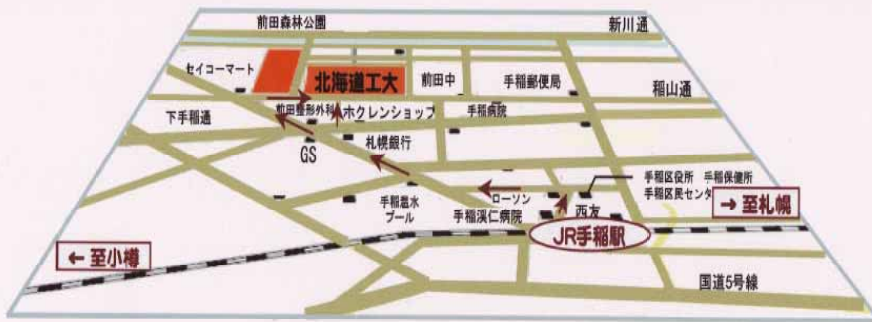 前田森林公園
新川通
セイコーマート
北海道工大
前田中
手稲郵便局
稲山通
前田整形外科
ホクレンショップ
手稲病院
下手稲通
GS
札幌銀行
手稲区役所 手稲保健所
手稲区民センタ
手稲温水
プール
ローソン
手稲渓仁病院
西友
→ 至札幌
← 至小樽
JR手稲駅
国道5号線